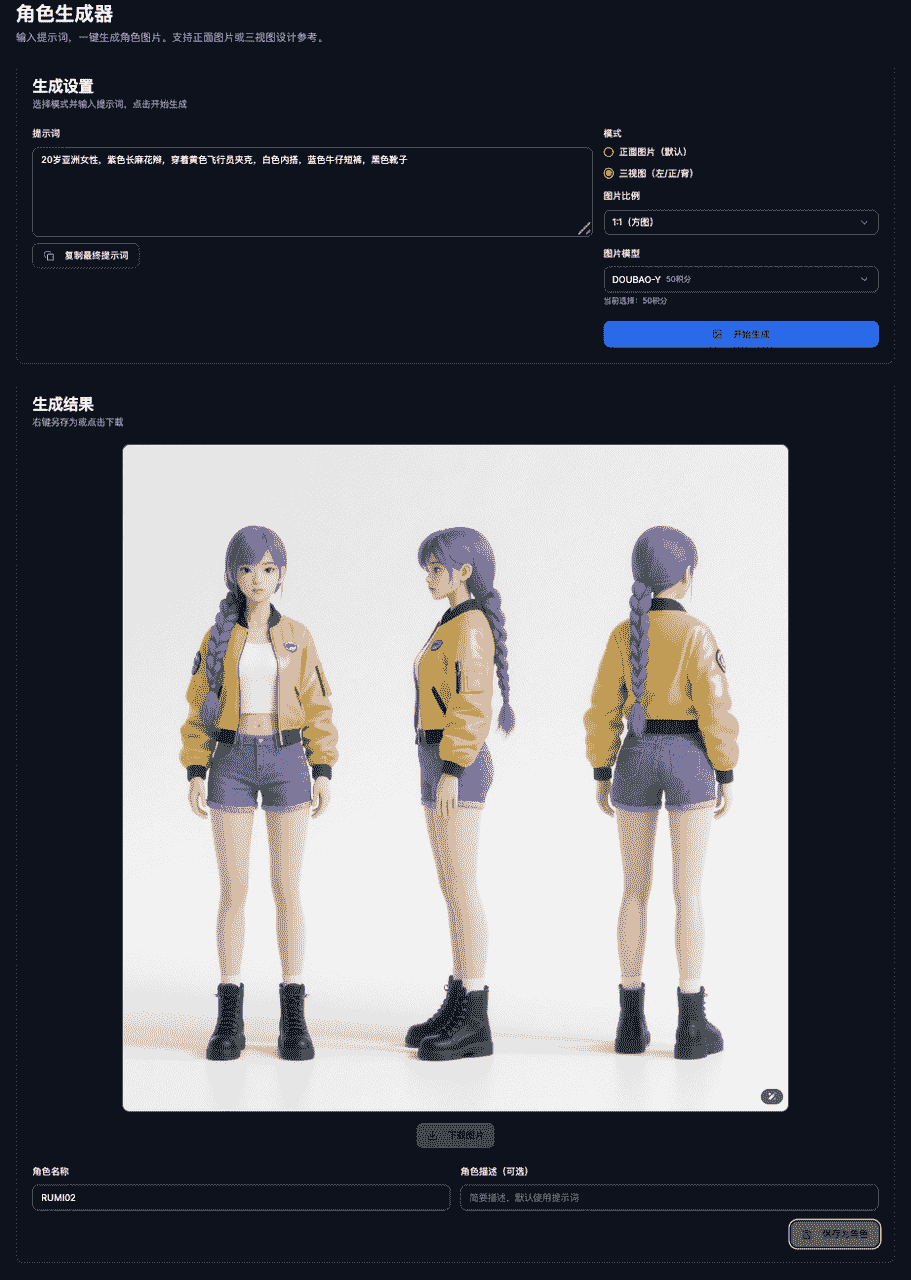 角色生成器
输入提示词，一键生成角色图片。支持正面图片或三视图设计参考。
生成设置
选择模式并输入提示词，点击开始生成
提示词
20岁亚洲女性，紫色长麻花辫，穿着黄色飞行员夹克，白色内搭，蓝色牛仔短裤，黑色靴子
复制最终提示词
模式
正面图片（默认）
三视图（左/正/背）
图片比例
1:1（方图）
图片模型
DOUBAO-Y 50积分
当前选择：50积分
开始生成
生成结果
右键另存为或点击下载
下载图片
角色名称
RUMI02
角色描述（可选）
简要描述，默认使用提示词
保存为角色